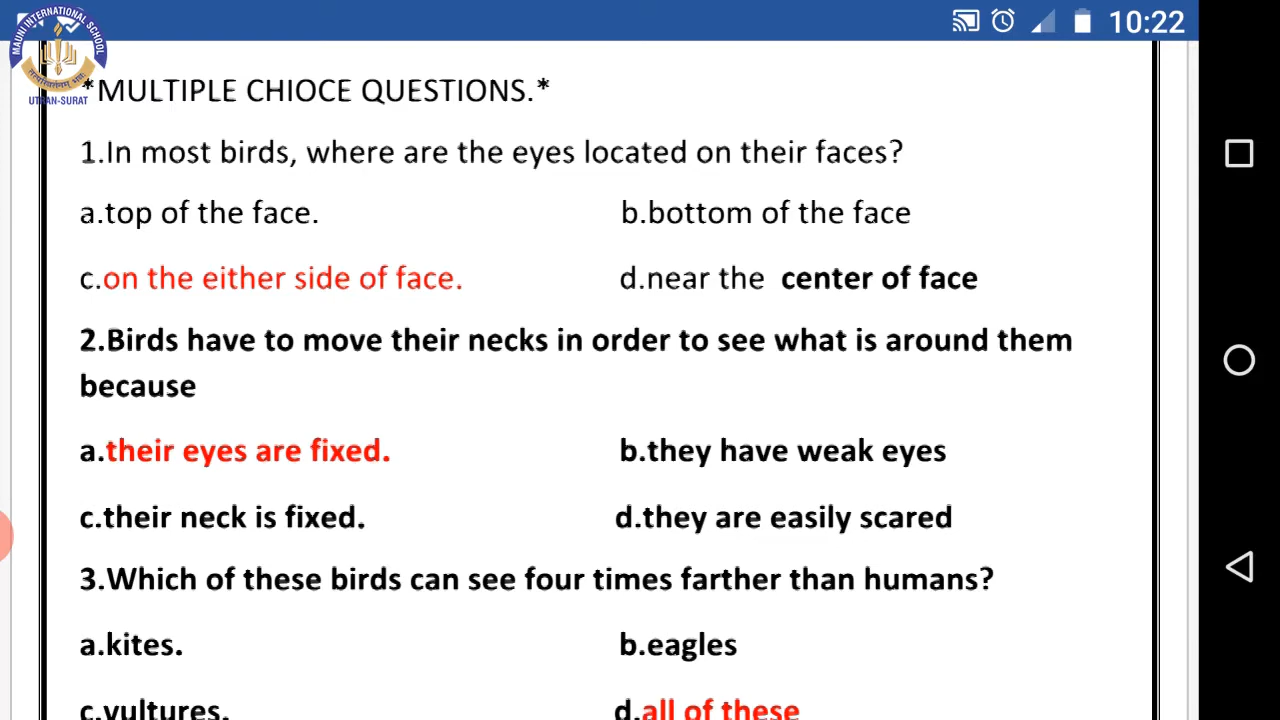 10:22
MAUNI INTERNATIONAL SCHOOL
UTRAN-SURAT
*MULTIPLE CHIOCE QUESTIONS.*
1.In most birds, where are the eyes located on their faces?
a.top of the face. b.bottom of the face
c.on the either side of face. d.near the center of face
2.Birds have to move their necks in order to see what is around them
because
a.their eyes are fixed. b.they have weak eyes
c.their neck is fixed. d.they are easily scared
3.Which of these birds can see four times farther than humans?
a.kites. b.eagles
c.vultures. d.all of these